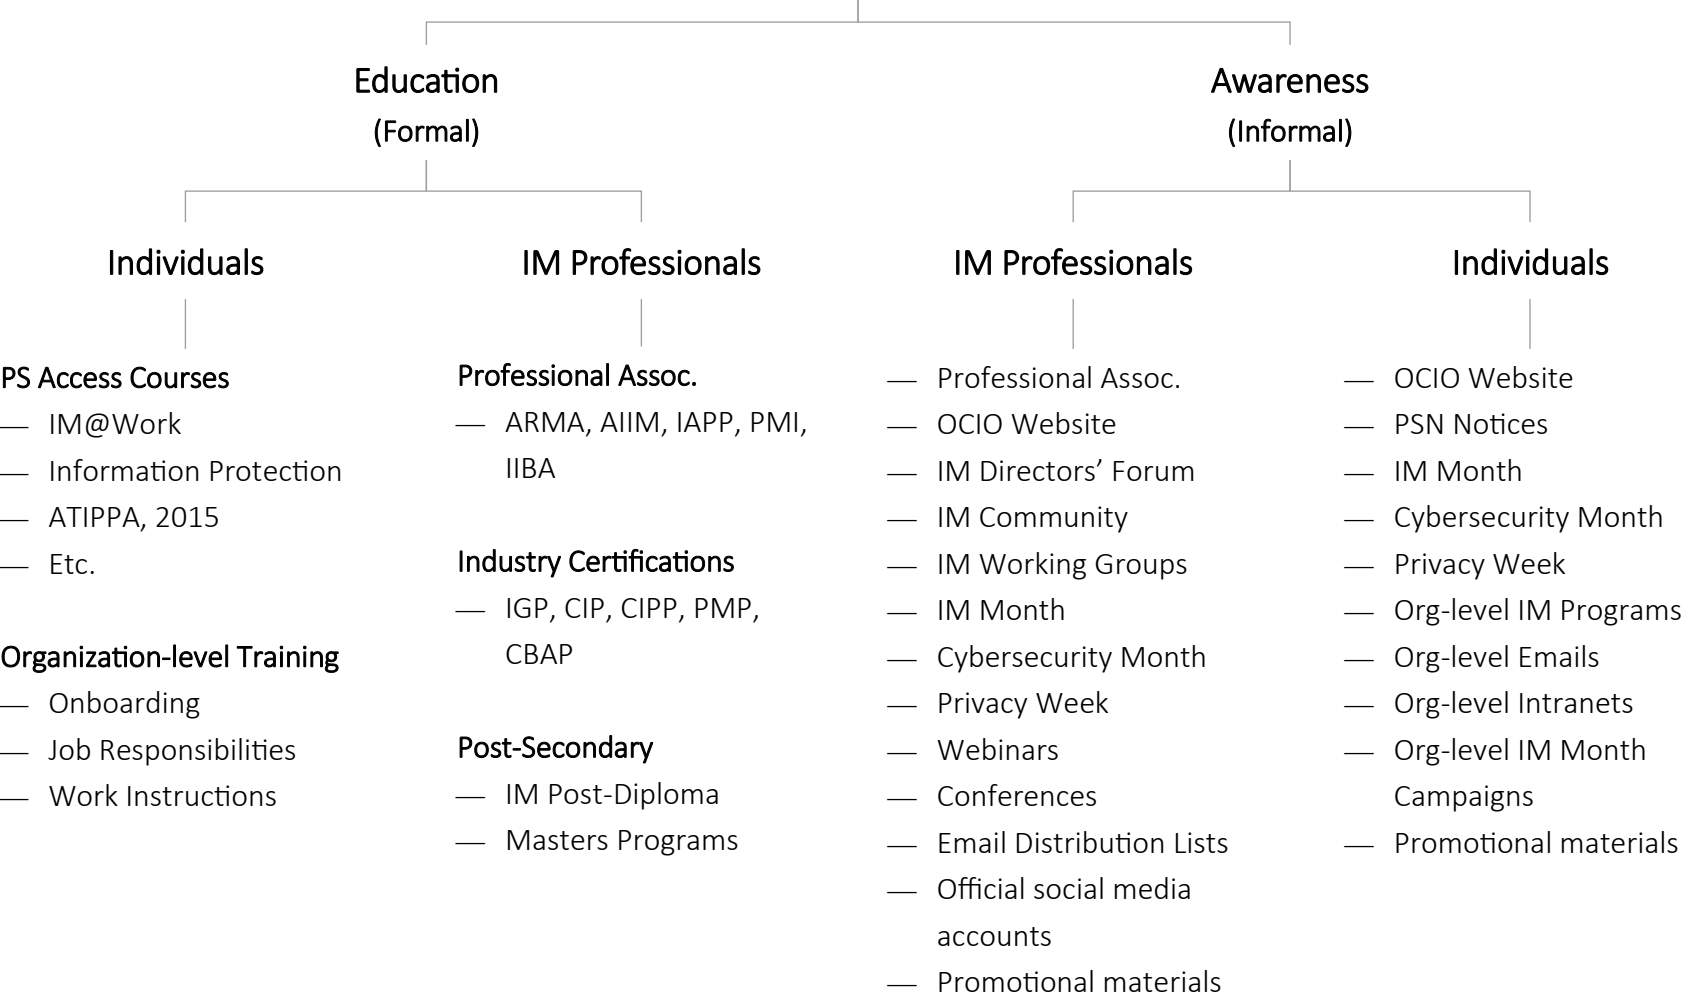 Education
(Formal)
Awareness
(Informal)
Individuals
PS Access Courses
— IM@Work
— Information Protection
— ATIPPA, 2015
— Etc.
Organization-level Training
— Onboarding
— Job Responsibilities
— Work Instructions
IM Professionals
Professional Assoc.
— ARMA, AIIM, IAPP, PMI,
IIBA
Industry Certifications
— IGP, CIP, CIPP, PMP,
CBAP
Post-Secondary
— IM Post-Diploma
— Masters Programs
IM Professionals
— Professional Assoc.
— OCIO Website
— IM Directors’ Forum
— IM Community
— IM Working Groups
— IM Month
— Cybersecurity Month
— Privacy Week
— Webinars
— Conferences
— Email Distribution Lists
— Official social media
accounts
— Promotional materials
Individuals
— OCIO Website
— PSN Notices
— IM Month
— Cybersecurity Month
— Privacy Week
— Org-level IM Programs
— Org-level Emails
— Org-level Intranets
— Org-level IM Month
Campaigns
— Promotional materials